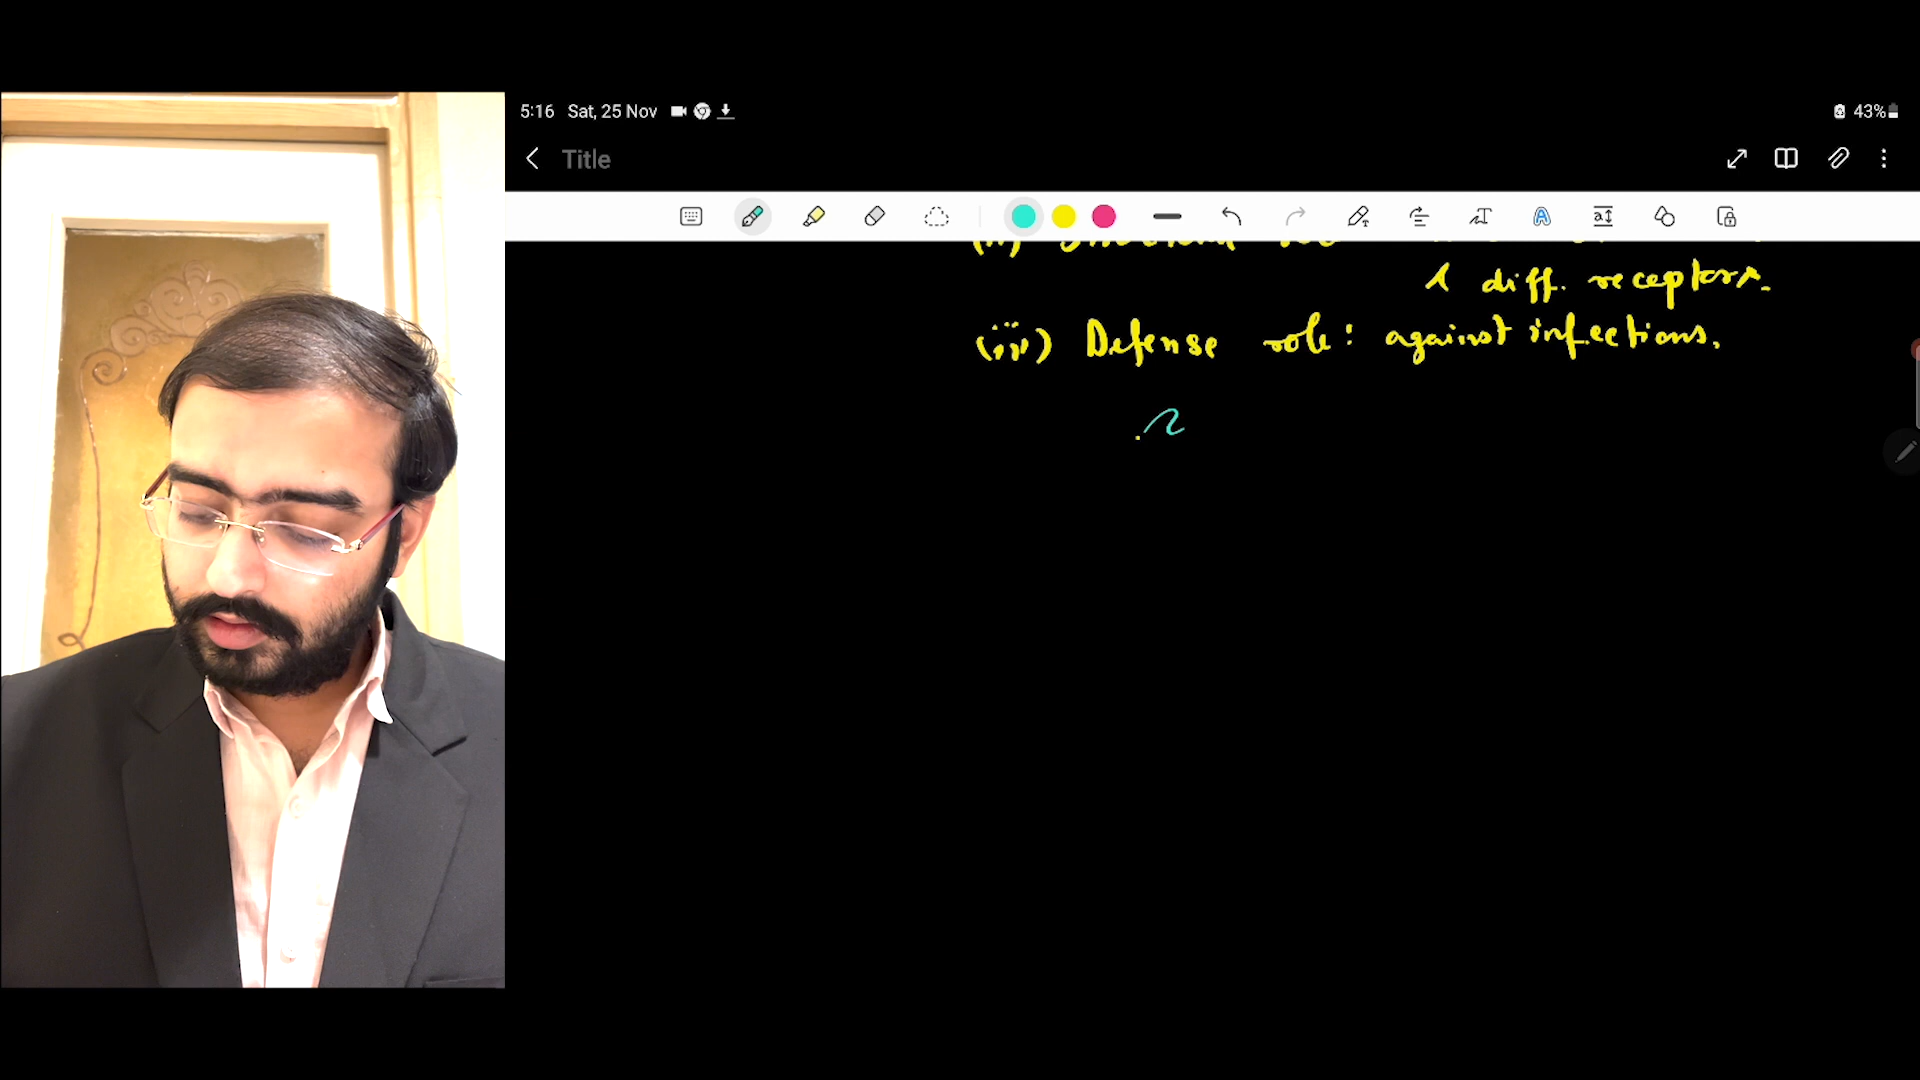 5:16 Sat, 25 Nov
43%
Title
& diff. receptors.
(iii) Defense role: against infections.